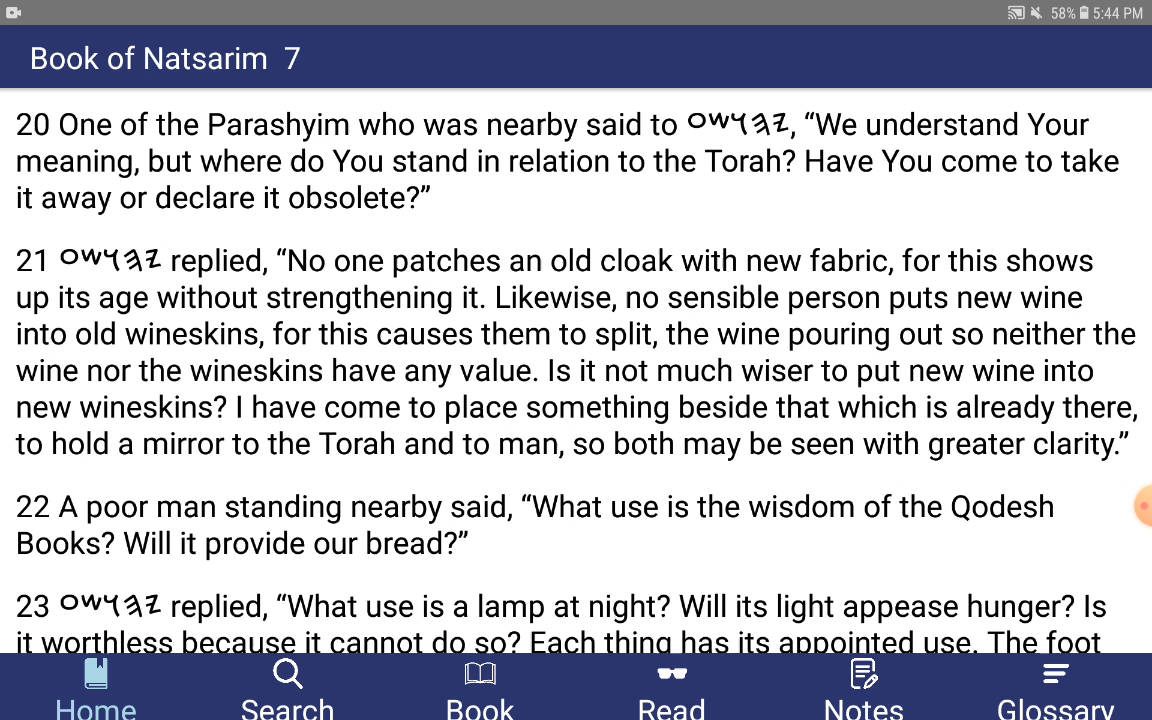 58% 5:44 PM
Book of Natsarim 7
20 One of the Parashyim who was nearby said to 𐤉𐤄𐤅𐤔𐤏, “We understand Your
meaning, but where do You stand in relation to the Torah? Have You come to take
it away or declare it obsolete?”
21 𐤉𐤄𐤅𐤔𐤏 replied, “No one patches an old cloak with new fabric, for this shows
up its age without strengthening it. Likewise, no sensible person puts new wine
into old wineskins, for this causes them to split, the wine pouring out so neither the
wine nor the wineskins have any value. Is it not much wiser to put new wine into
new wineskins? I have come to place something beside that which is already there,
to hold a mirror to the Torah and to man, so both may be seen with greater clarity.”
22 A poor man standing nearby said, “What use is the wisdom of the Qodesh
Books? Will it provide our bread?”
23 𐤉𐤄𐤅𐤔𐤏 replied, “What use is a lamp at night? Will its light appease hunger? Is
it worthless because it cannot do so? Each thing has its appointed use. The foot
Home Search Book Read Notes Glossary